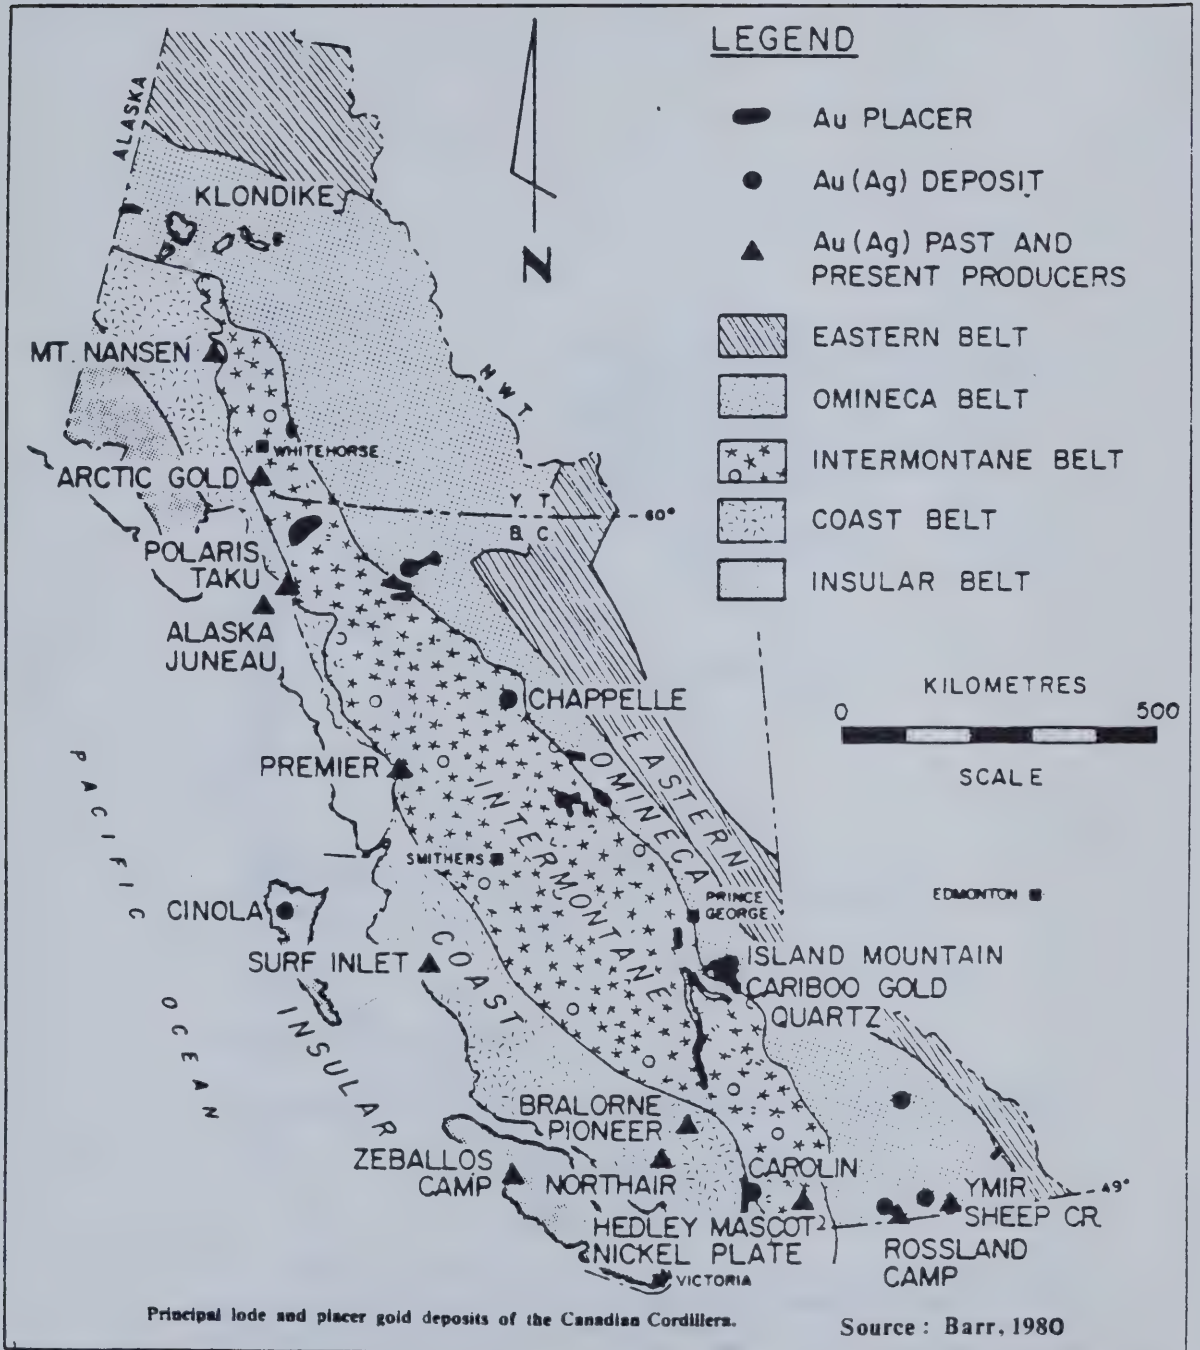 LEGEND
Au PLACER
Au(Ag) DEPOSIT
Au(Ag) PAST AND
PRESENT PRODUCERS
EASTERN BELT
OMINECA BELT
INTERMONTANE BELT
COAST BELT
INSULAR BELT
KILOMETRES
0 500
SCALE
N
ALASKA
KLONDIKE
MT. NANSEN
NWT
WHITEHORSE
ARCTIC GOLD
Y T
60°
B C
POLARIS
TAKU
ALASKA
JUNEAU
CHAPPELLE
PREMIER
EASTERN
OMINECA
INTERMONTANE
SMITHERS
PACIFIC
OCEAN
PRINCE
GEORGE
EDMONTON
CINOLA
SURF INLET
COAST
INSULAR
ISLAND MOUNTAIN
CARIBOO GOLD
QUARTZ
BRALORNE
PIONEER
ZEBALLOS
CAMP
NORTHAIR
CAROLIN
HEDLEY MASCOT
NICKEL PLATE
YMIR
SHEEP CR.
49°
ROSSLAND
CAMP
VICTORIA
Principal lode and placer gold deposits of the Canadian Cordillera.
Source: Barr, 1980